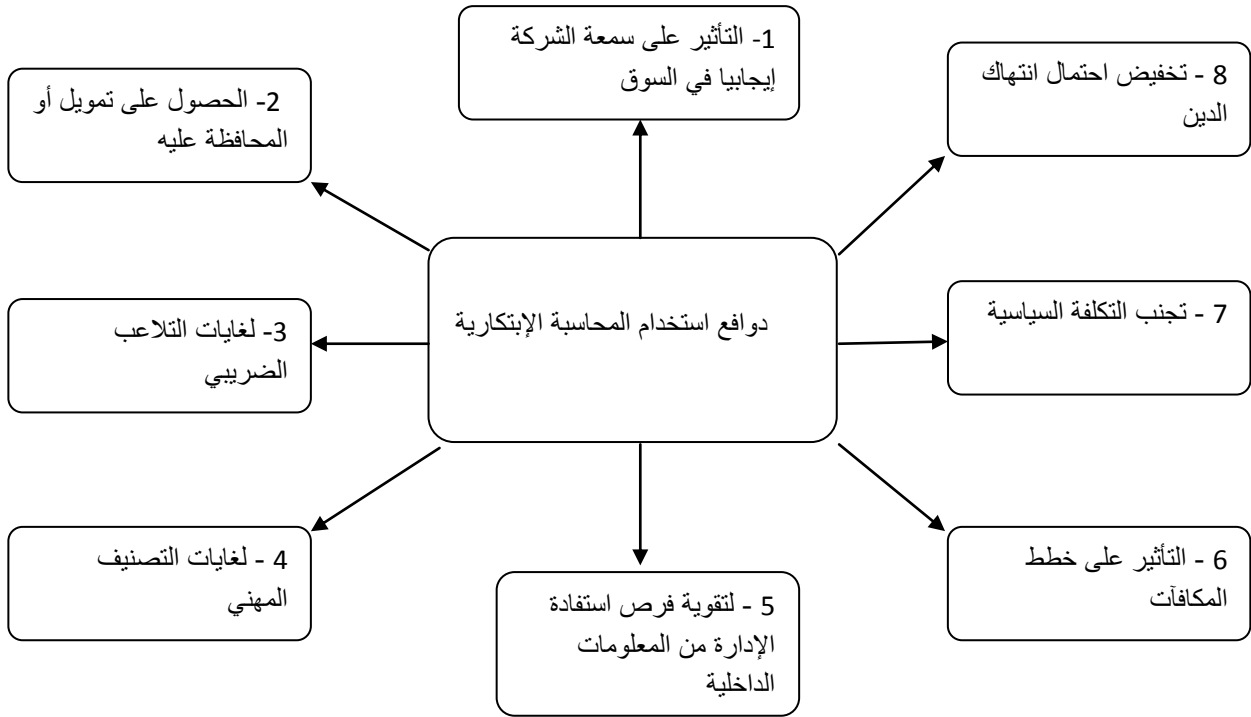 1- التأثير على سمعة الشركة
إيجابيا في السوق
2- الحصول على تمويل أو
المحافظة عليه
3- لغايات التلاعب
الضريبي
4 - لغايات التصنيف
المهني
5 - لتقوية فرص استفادة
الإدارة من المعلومات
الداخلية
6 - التأثير على خطط
المكافآت
7 - تجنب التكلفة السياسية
8 - تخفيض احتمال انتهاك
الدين
دوافع استخدام المحاسبة الإبتكارية